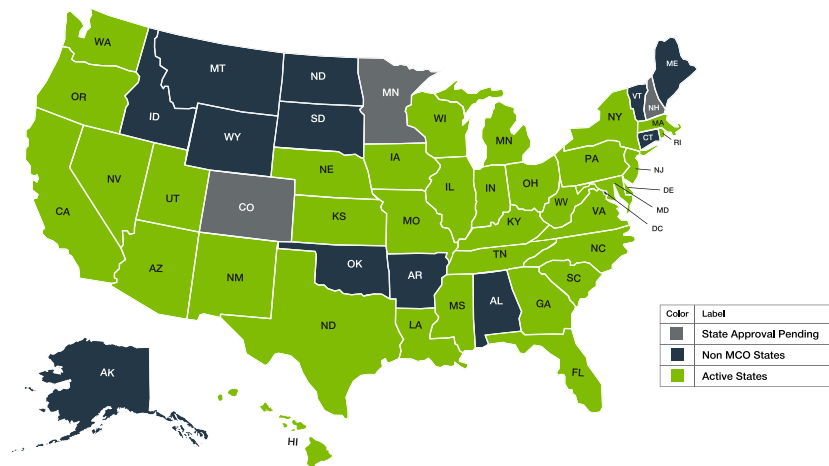 WA
MT
ND
ME
OR
MN
VT
NH
ID
SD
WI
NY
MA
WY
MN
CT
RI
IA
PA
NE
NJ
NV
IL
IN
OH
UT
DE
CO
WV
MD
CA
KS
MO
KY
VA
DC
NC
TN
AZ
NM
OK
AR
SC
MS
AL
GA
ND
LA
Color Label
State Approval Pending
Non MCO States
Active States
AK
FL
HI